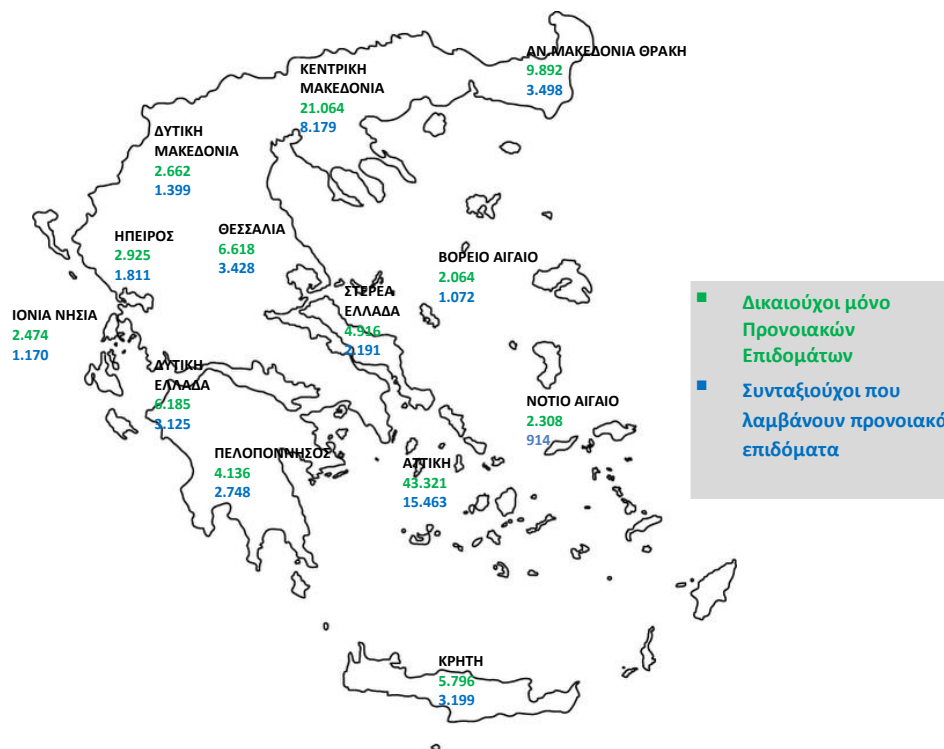 ΑΝ.ΜΑΚΕΔΟΝΙΑ ΘΡΑΚΗ
9.892
3.498
ΚΕΝΤΡΙΚΗ
ΜΑΚΕΔΟΝΙΑ
21.064
8.179
ΔΥΤΙΚΗ
ΜΑΚΕΔΟΝΙΑ
2.662
1.399
ΗΠΕΙΡΟΣ
2.925
1.811
ΘΕΣΣΑΛΙΑ
6.618
3.428
ΒΟΡΕΙΟ ΑΙΓΑΙΟ
2.064
1.072
ΣΤΕΡΕΑ
ΕΛΛΑΔΑ
4.916
2.191
ΙΟΝΙΑ ΝΗΣΙΑ
2.474
1.170
ΔΥΤΙΚΗ
ΕΛΛΑΔΑ
6.185
3.125
ΝΟΤΙΟ ΑΙΓΑΙΟ
2.308
914
ΠΕΛΟΠΟΝΝΗΣΟΣ
4.136
2.748
ΑΤΤΙΚΗ
43.321
15.463
ΚΡΗΤΗ
5.796
3.199
Δικαιούχοι μόνο
Προνοιακών
Επιδομάτων
Συνταξιούχοι που
λαμβάνουν προνοιακά
επιδόματα